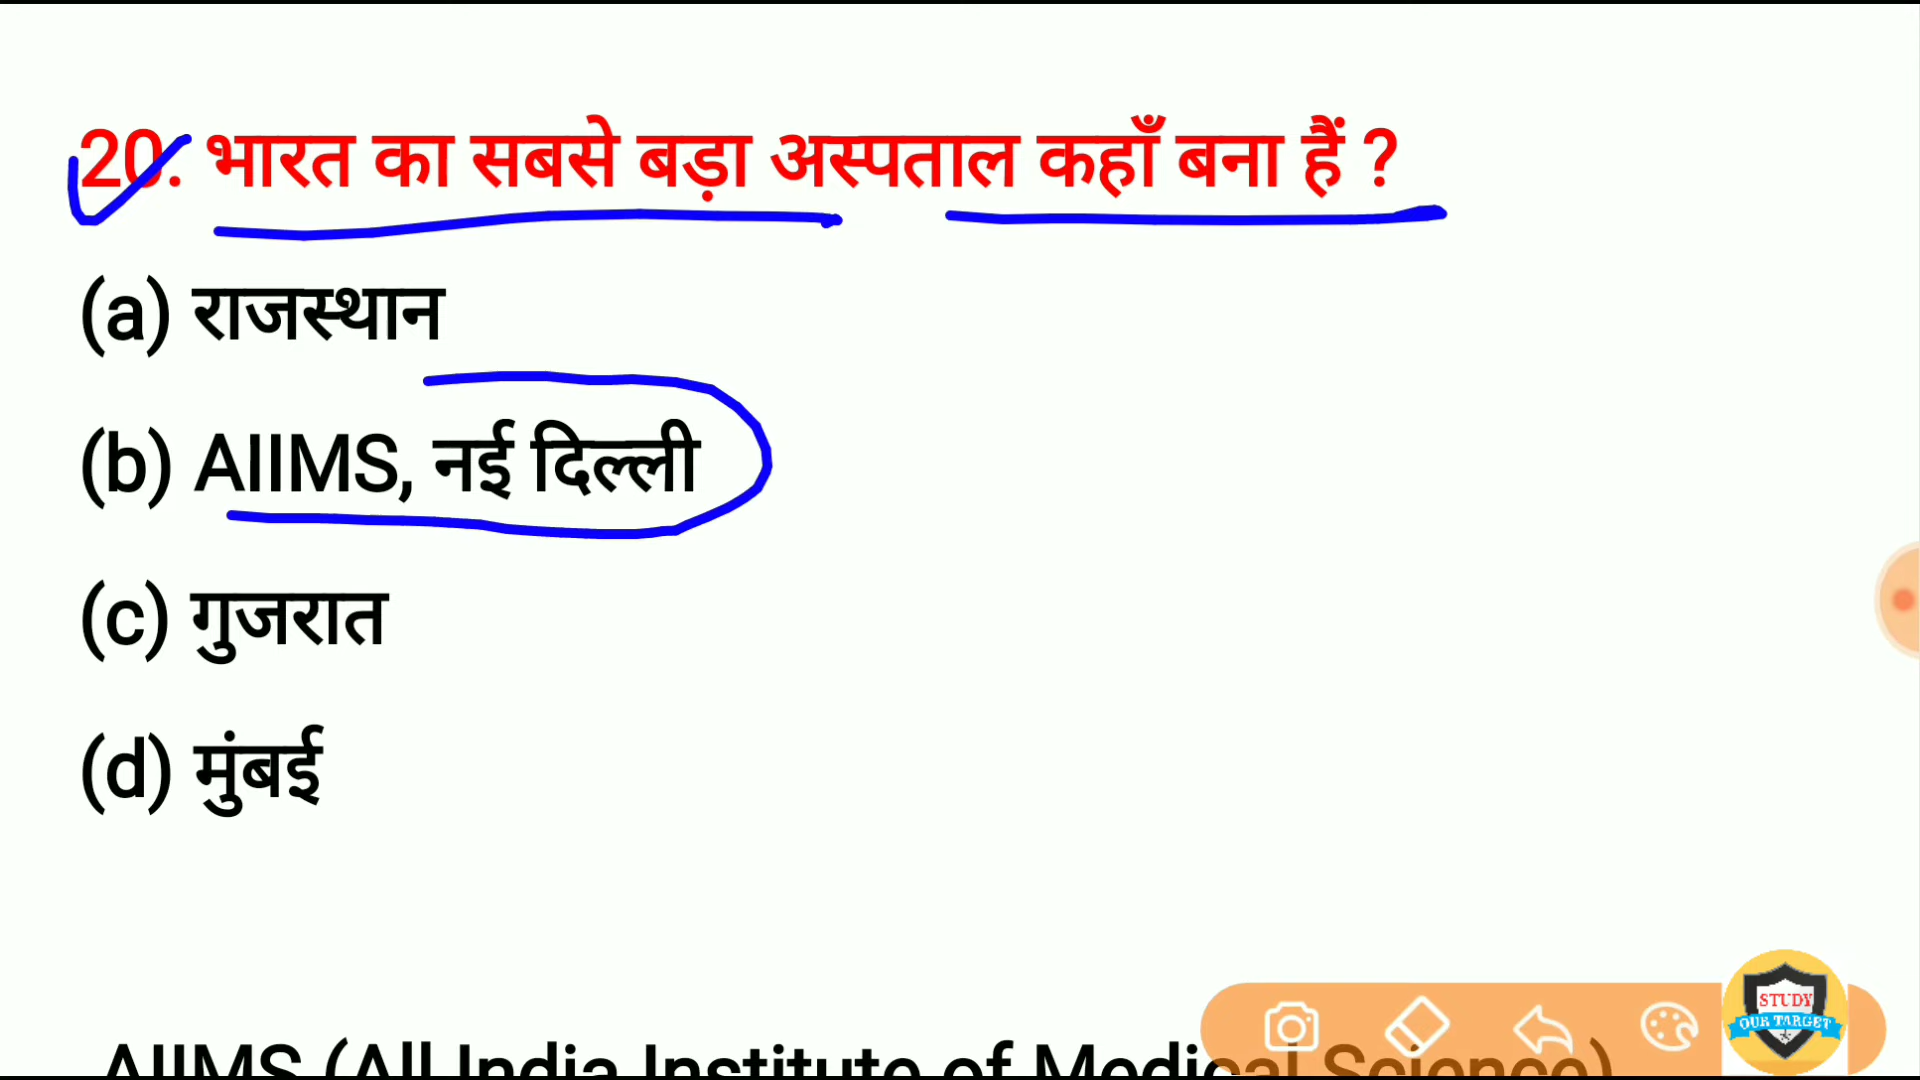 20. भारत का सबसे बड़ा अस्पताल कहाँ बना हैं ?
(a) राजस्थान
(b) AIIMS, नई दिल्ली
(c) गुजरात
(d) मुंबई
STUDY
OUR TARGET
AIIMS (All India Institute of Medical Science)